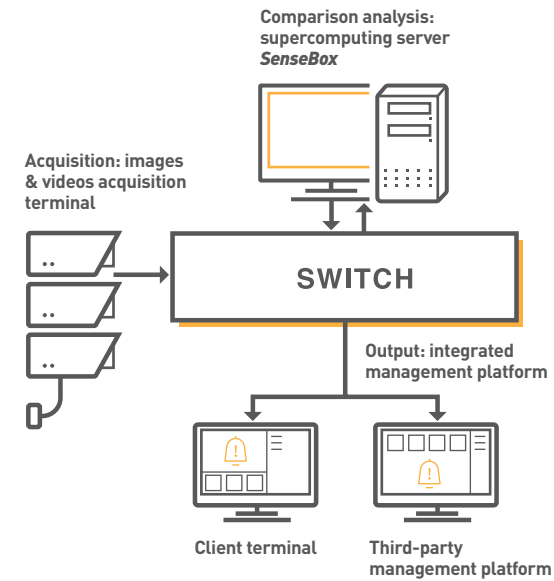 Comparison analysis:
supercomputing server
SenseBox
Acquisition: images
& videos acquisition
terminal
SWITCH
Output: integrated
management platform
!
!
Client terminal
Third-party
management platform